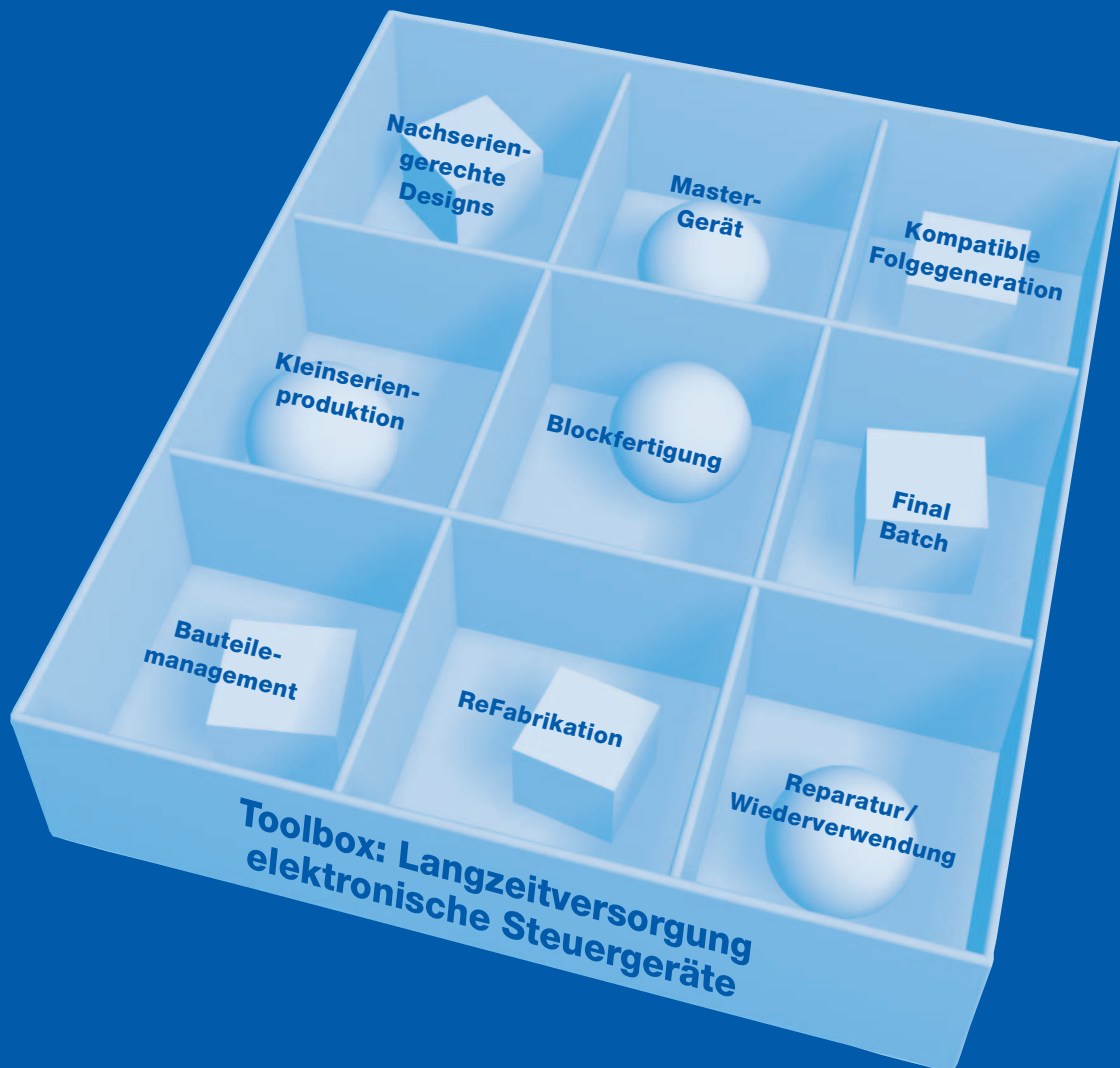 Nachserien-
gerechte
Designs
Master-
Gerät
Kompatible
Folgegeneration
Kleinserien-
produktion
Blockfertigung
Final
Batch
Bauteile-
management
ReFabrikation
Reparatur/
Wiederverwendung
Toolbox: Langzeitversorgung
elektronische Steuergeräte